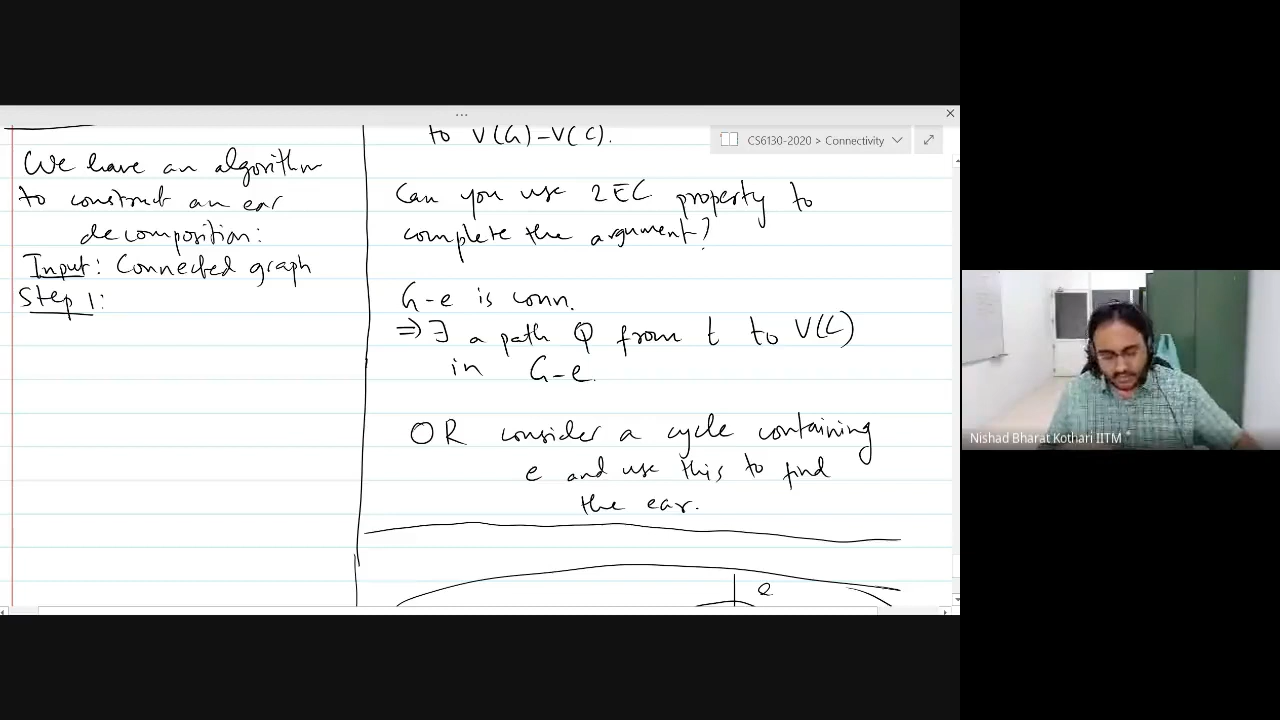 to V(G)-V(C).
CS6130-2020 > Connectivity
We have an algorithm
to construct an ear
decomposition:
Input: Connected graph
Step 1:
Can you use 2EC property to
complete the argument?
G-e is conn.
⇒ ∃ a path Q from t to V(C)
in G-e.
OR consider a cycle containing
e and use this to find
the ear.
e
Nishad Bharat Kothari IITM